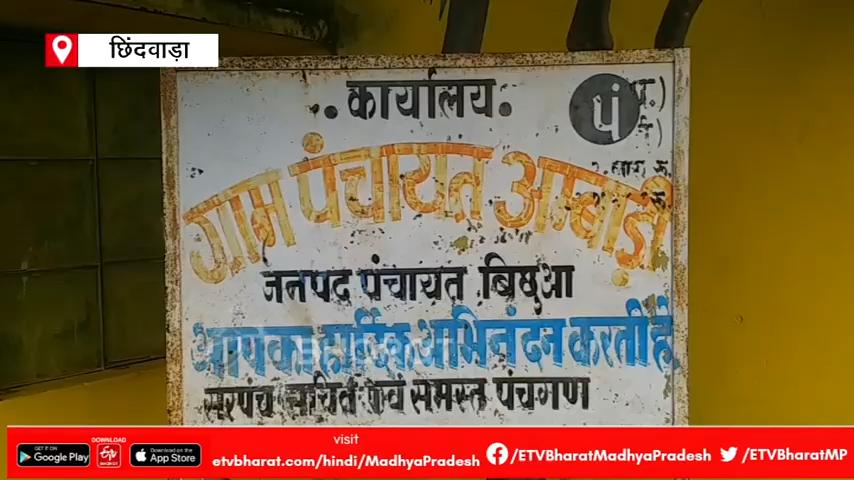 छिंदवाड़ा
कार्यालय
पं
ग्राम पंचायत अम्बाड़ी
जनपद पंचायत बिछुआ
आपका हार्दिक अभिनंदन करती है
सरपंच सचिव एवं समस्त पंचगण
GET IT ON
Google Play
DOWNLOAD
Download on the
App Store
visit
etvbharat.com/hindi/MadhyaPradesh
/ETVBharatMadhyaPradesh
/ETVBharatMP